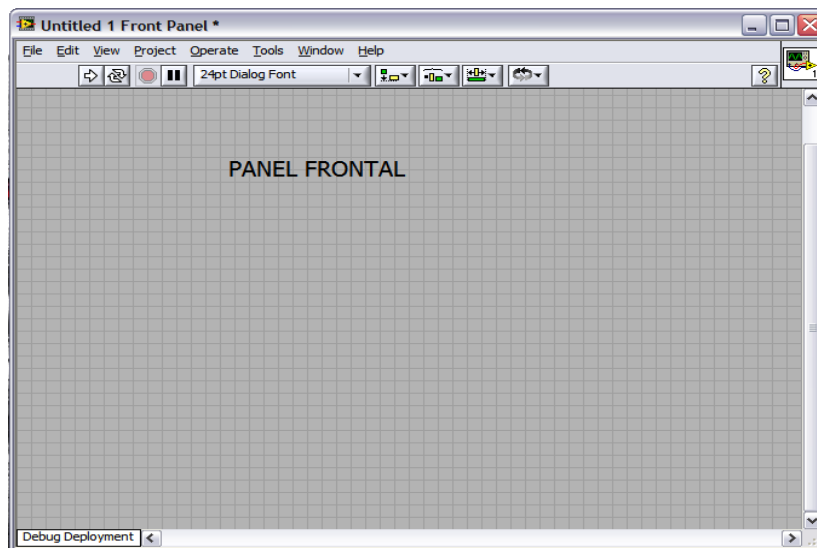 Untitled 1 Front Panel *
File Edit View Project Operate Tools Window Help
24pt Dialog Font
?
1
PANEL FRONTAL
Debug Deployment